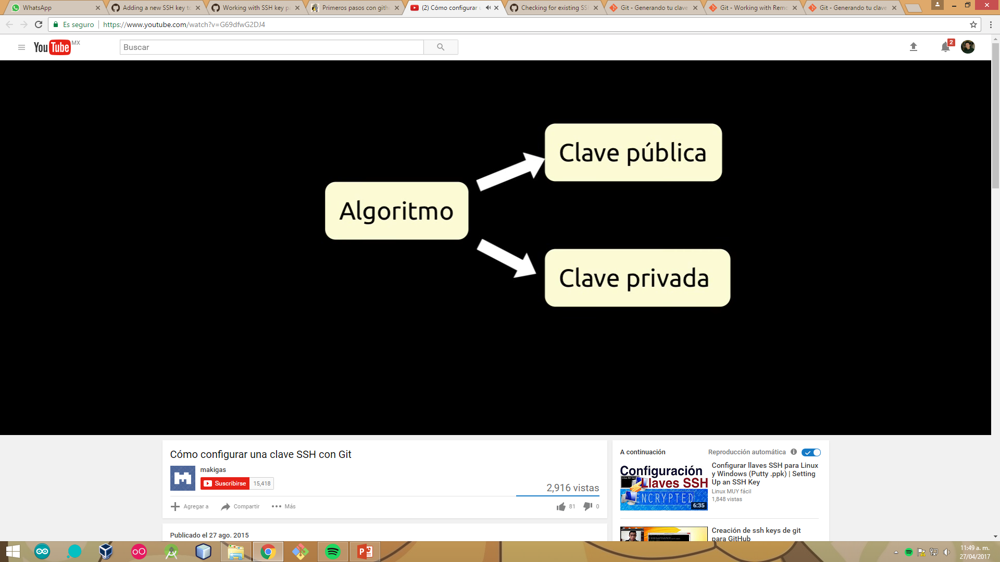 WhatsApp
Adding a new SSH key to
Working with SSH key pa
Primeros pasos con gith
(2) Cómo configurar u
Checking for existing SS
Git - Generando tu clave
Git - Working with Remo
Git - Generando tu clave
Es seguro
https://www.youtube.com/watch?v=G69dfwG2DJ4
YouTube MX
Buscar
2
Clave pública
Algoritmo
Clave privada
Cómo configurar una clave SSH con Git
makigas
Suscribirse 15,418
2,916 vistas
Agregar a
Compartir
Más
81
0
Publicado el 27 ago. 2015
A continuación
Reproducción automática
Configuración
Llaves SSH
ENCRYPTED
6:35
Configurar llaves SSH para Linux
y Windows (Putty .ppk) | Setting
Up an SSH Key
Linux MUY fácil
1,848 vistas
Creación de ssh keys de git
para GitHub
11:49 a. m.
27/04/2017